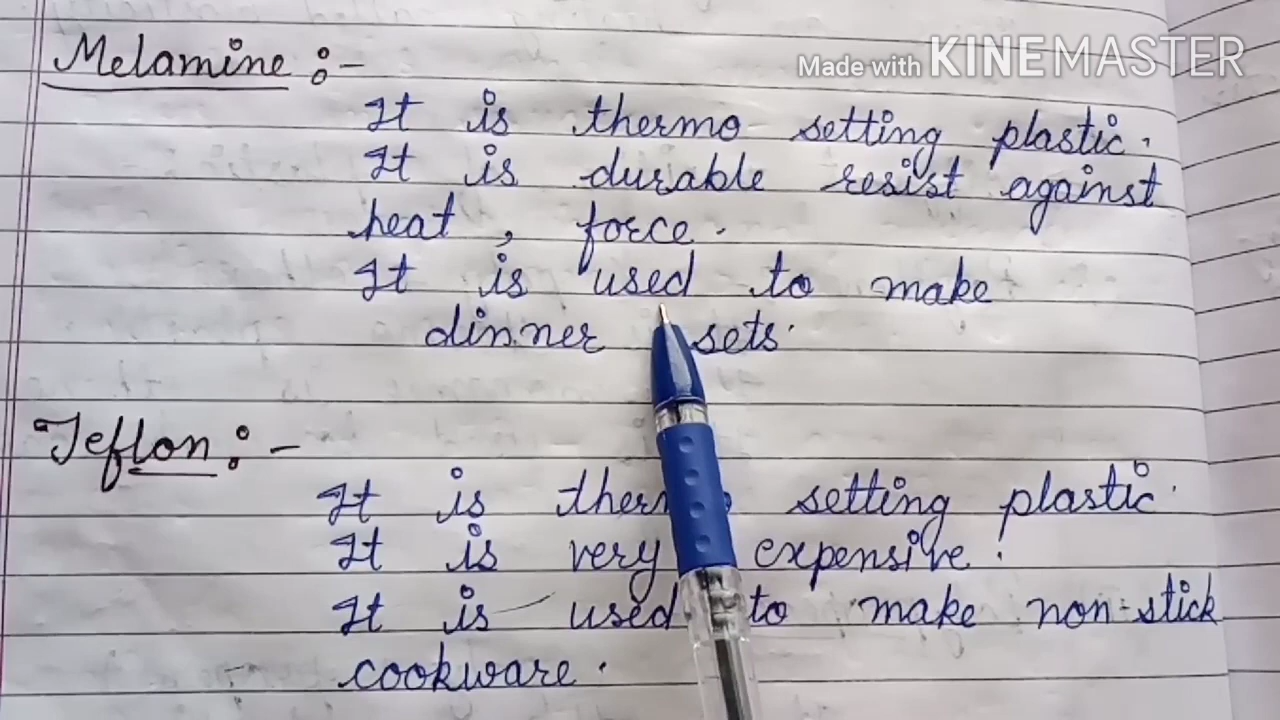 Made with KINEMASTER
Melamine :-
It is thermo setting plastic.
It is durable resist against
heat , force.
It is used to make
dinner sets.
Teflon :-
It is thermo setting plastic.
It is very expensive.
It is used to make non-stick
cookware.